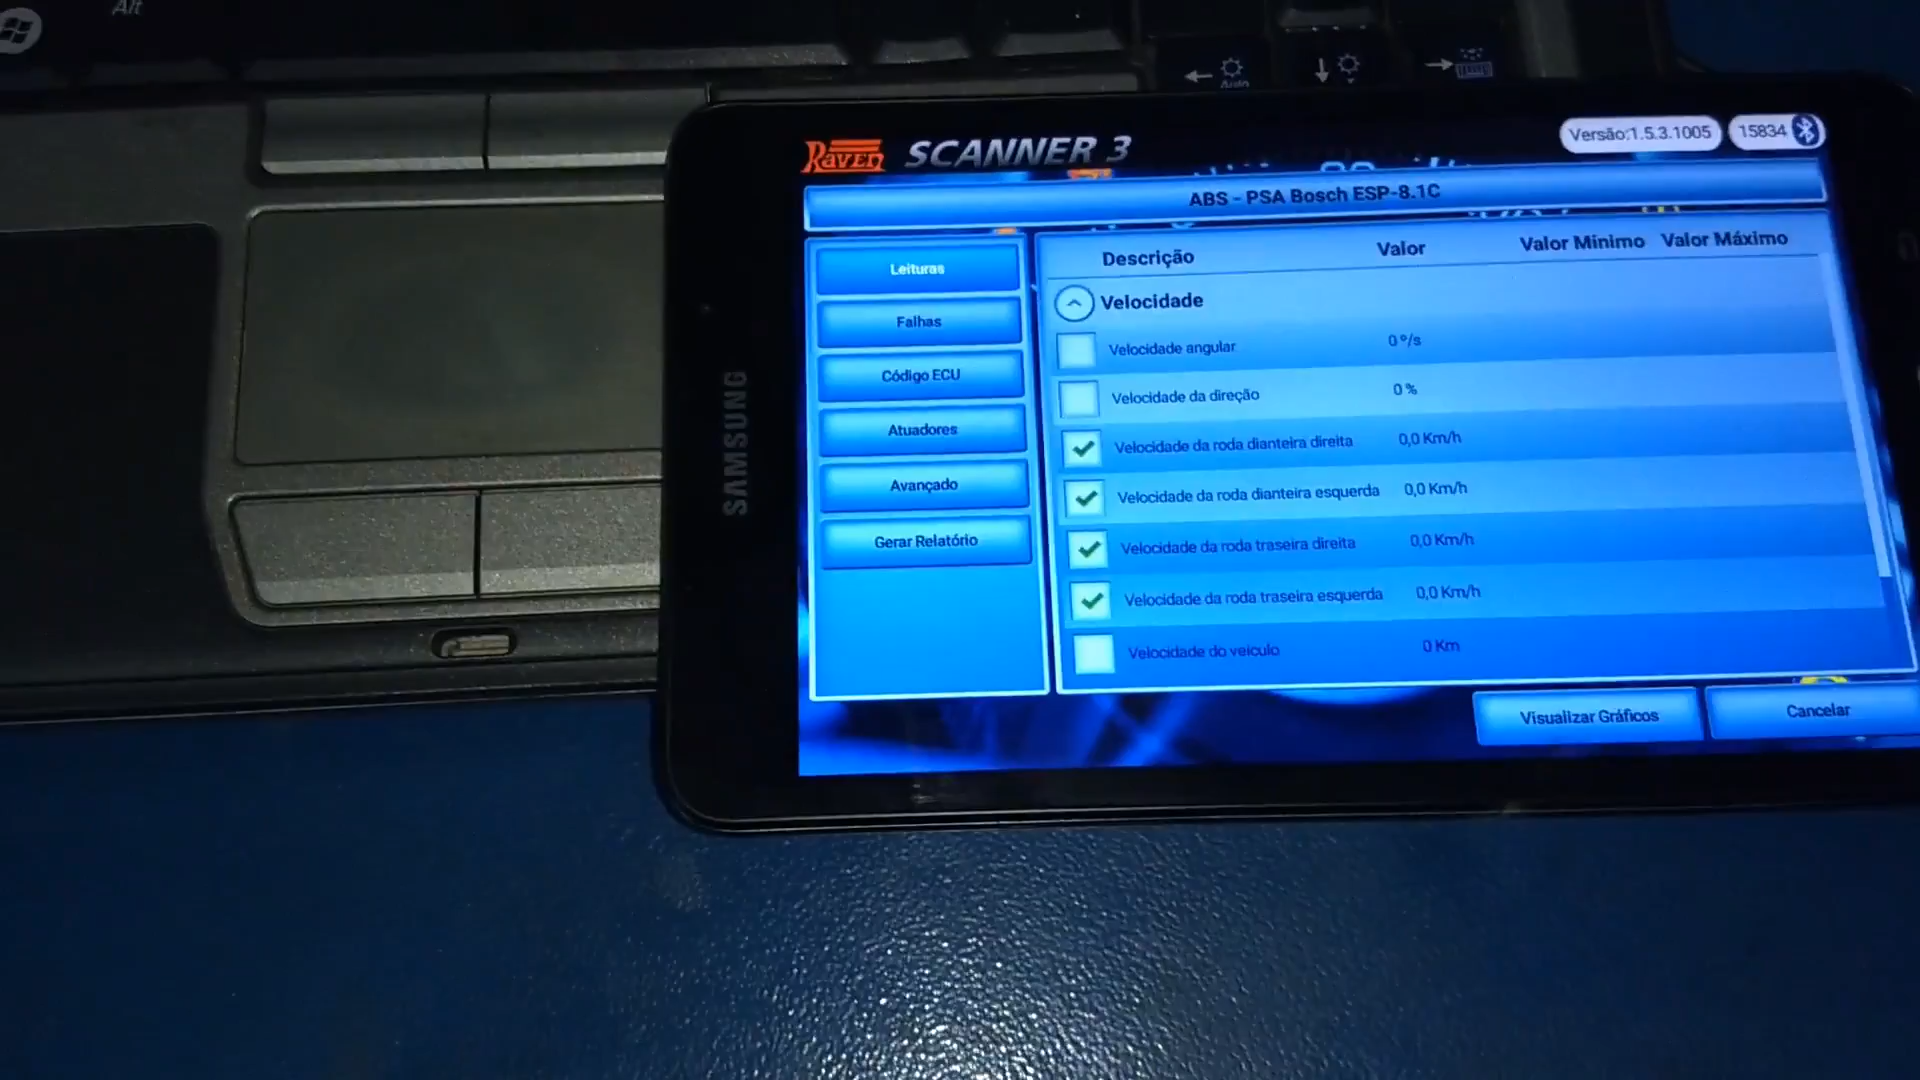 Alt
Auto
SAMSUNG
RAVEN SCANNER 3
Versão:1.5.3.1005
15834
ABS - PSA Bosch ESP-8.1C
Leituras
Falhas
Código ECU
Atuadores
Avançado
Gerar Relatório
Descrição Valor Valor Mínimo Valor Máximo
Velocidade
Velocidade angular 0 º/s
Velocidade da direção 0 %
Velocidade da roda dianteira direita 0,0 Km/h
Velocidade da roda dianteira esquerda 0,0 Km/h
Velocidade da roda traseira direita 0,0 Km/h
Velocidade da roda traseira esquerda 0,0 Km/h
Velocidade do veículo 0 Km
Visualizar Gráficos
Cancelar